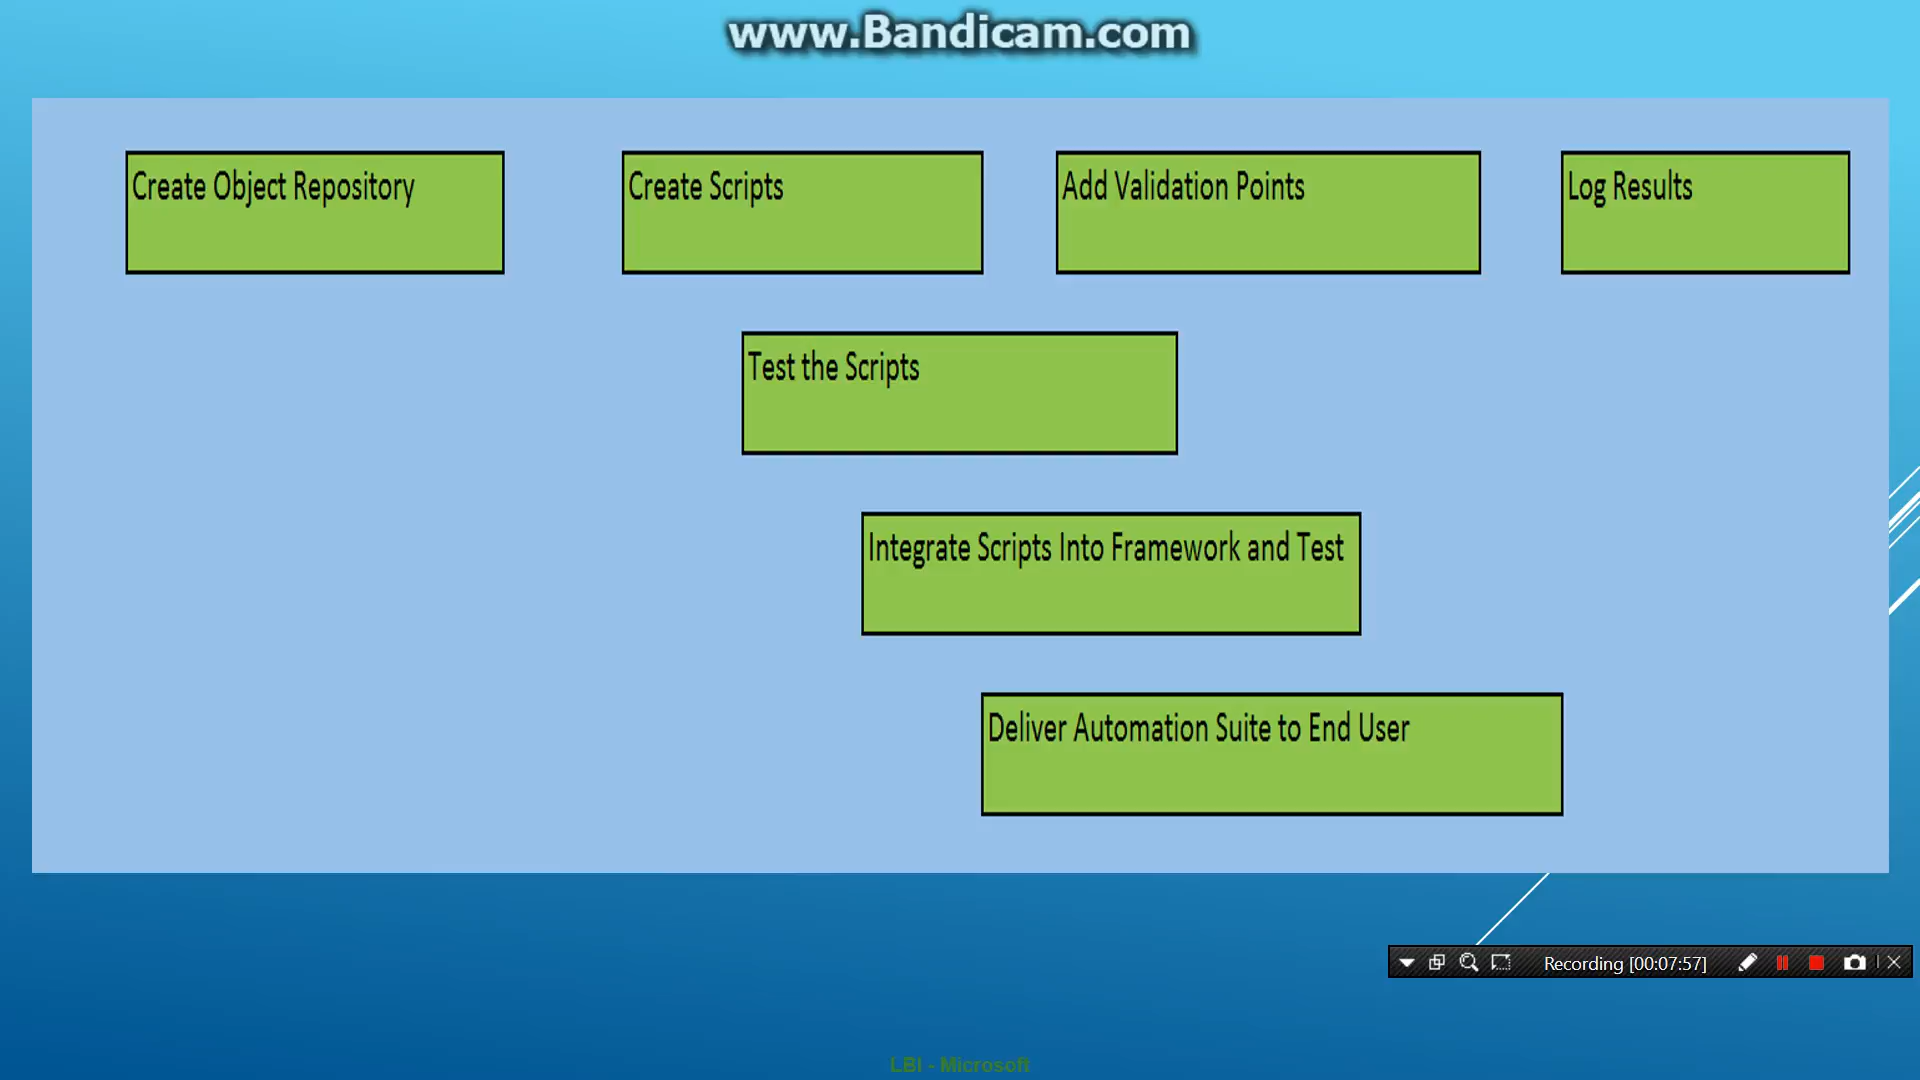 www.Bandicam.com
Create Object Repository
Create Scripts
Add Validation Points
Log Results
Test the Scripts
Integrate Scripts Into Framework and Test
Deliver Automation Suite to End User
Recording [00:07:57]
LBI - Microsoft